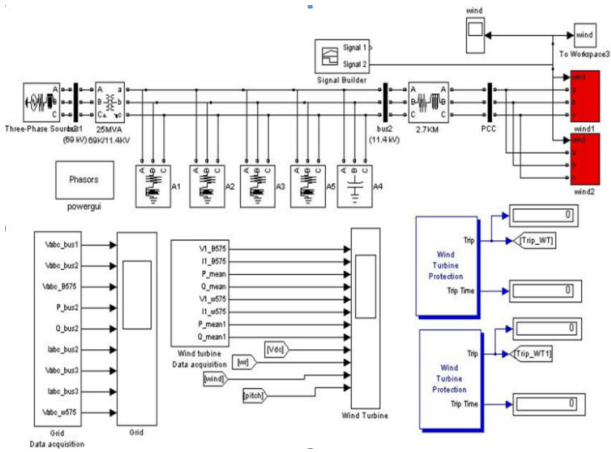 wind
wind
To Workspace3
Signal 1
Signal 2
Signal Builder
A
B
C
A
B
C
a
b
c
A
B
C
A
B
C
wind
wind
Three-Phase Source
bus1
(69 kV)
25MVA
69k/11.4kV
bus2
(11.4 kV)
2.7KM
PCC
wind1
wind2
A B C
A B C
A B C
A B C
A B C
A1
A2
A3
A5
A4
Phasors
powergui
Vabc_bus1
Vabc_bus2
Vabc_B575
P_bus2
Q_bus2
Iabc_bus2
Vabc_bus3
Iabc_bus3
Vabc_w575
Grid
Data acquisition
Grid
V1_B575
I1_B575
P_mean
Q_mean
V1_w575
I1_w575
P_mean1
Q_mean1
Wind turbine
Data acquisition
[Vdc]
[wr]
[wind]
[pitch]
Wind Turbine
Wind
Turbine
Protection
Trip
Trip Time
0
[Trip_WT]
0
Wind
Turbine
Protection
Trip
Trip Time
0
[Trip_WT1]
0